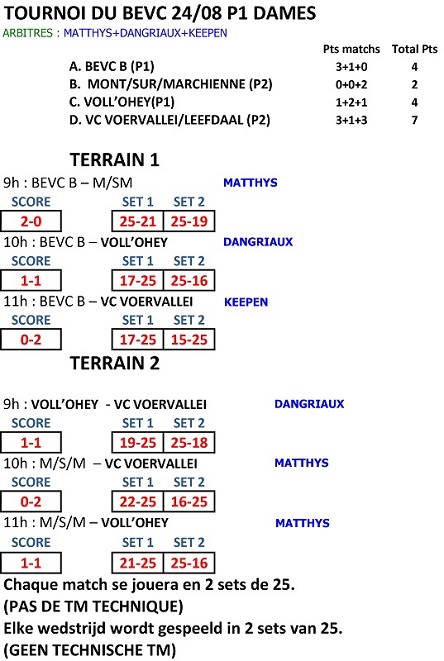 TOURNOI DU BEVC 24/08 P1 DAMES
ARBITRES : MATTHYS+DANGRIAUX+KEEPEN
Pts matchs Total Pts
A. BEVC B (P1) 3+1+0 4
B. MONT/SUR/MARCHIENNE (P2) 0+0+2 2
C. VOLL'OHEY(P1) 1+2+1 4
D. VC VOERVALLEI/LEEFDAAL (P2) 3+1+3 7
TERRAIN 1
9h : BEVC B – M/SM MATTHYS
SCORE SET 1 SET 2
2-0 25-21 25-19
10h : BEVC B – VOLL'OHEY DANGRIAUX
SCORE SET 1 SET 2
1-1 17-25 25-16
11h : BEVC B – VC VOERVALLEI KEEPEN
SCORE SET 1 SET 2
0-2 17-25 15-25
TERRAIN 2
9h : VOLL'OHEY - VC VOERVALLEI DANGRIAUX
SCORE SET 1 SET 2
1-1 19-25 25-18
10h : M/S/M – VC VOERVALLEI MATTHYS
SCORE SET 1 SET 2
0-2 22-25 16-25
11h : M/S/M – VOLL'OHEY MATTHYS
SCORE SET 1 SET 2
1-1 21-25 25-16
Chaque match se jouera en 2 sets de 25.
(PAS DE TM TECHNIQUE)
Elke wedstrijd wordt gespeeld in 2 sets van 25.
(GEEN TECHNISCHE TM)